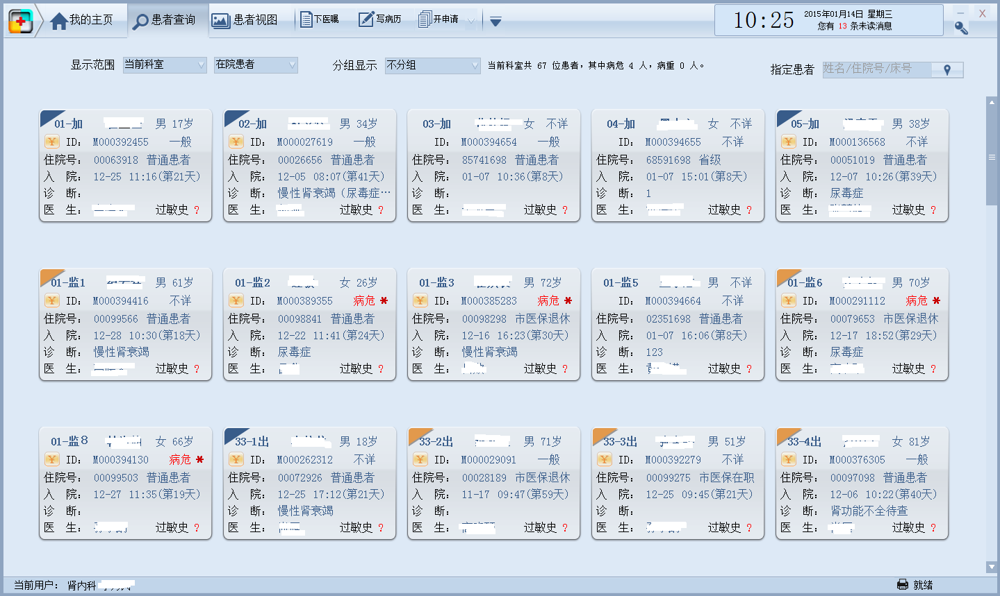 我的主页 患者查询 患者视图 下医嘱 写病历 开申请
10:25 2015年01月14日 星期三
您有 13 条未读消息
显示范围 当前科室 在院患者 分组显示 不分组 当前科室共 67 位患者，其中病危 4 人，病重 0 人。 指定患者 姓名/住院号/床号
01-加 男 17岁
¥ ID： M000392455 一般
住院号： 00063918 普通患者
入 院： 12-25 11:16(第21天)
诊 断：
医 生： 过敏史 ?
02-加 男 34岁
¥ ID： M000027619 一般
住院号： 00026656 普通患者
入 院： 12-05 08:07(第41天)
诊 断： 慢性肾衰竭（尿毒症…
医 生： 过敏史 ?
03-加 女 不详
ID： M000394654 一般
住院号： 85741698 普通患者
入 院： 01-07 10:36(第8天)
诊 断：
医 生： 过敏史 ?
04-加 女 不详
ID： M000394655 不详
住院号： 68591698 省级
入 院： 01-07 15:01(第8天)
诊 断： 1
医 生： 过敏史 ?
05-加 男 38岁
¥ ID： M000136568 不详
住院号： 00051019 普通患者
入 院： 12-07 10:26(第39天)
诊 断： 尿毒症
医 生： 过敏史 ?
01-监1 男 61岁
¥ ID： M000394416 不详
住院号： 00099566 普通患者
入 院： 12-28 10:30(第18天)
诊 断： 慢性肾衰竭
医 生： 过敏史 ?
01-监2 女 26岁
¥ ID： M000389355 病危 *
住院号： 00098841 普通患者
入 院： 12-22 11:41(第24天)
诊 断： 尿毒症
医 生： 过敏史 ?
01-监3 男 72岁
¥ ID： M000385283 病危 *
住院号： 00098298 市医保退休
入 院： 12-16 16:23(第30天)
诊 断： 慢性肾衰竭
医 生： 过敏史 ?
01-监5 男 不详
ID： M000394664 不详
住院号： 02351698 普通患者
入 院： 01-07 16:06(第8天)
诊 断： 123
医 生： 过敏史 ?
01-监6 男 70岁
¥ ID： M000291112 病危 *
住院号： 00079653 市医保退休
入 院： 12-17 18:52(第29天)
诊 断： 尿毒症
医 生： 过敏史 ?
01-监8 女 66岁
¥ ID： M000394130 病危 *
住院号： 00099503 普通患者
入 院： 12-27 11:35(第19天)
诊 断：
医 生： 过敏史 ?
33-1出 男 18岁
¥ ID： M000262312 不详
住院号： 00072926 普通患者
入 院： 12-25 17:12(第21天)
诊 断： 慢性肾衰竭
医 生： 过敏史 ?
33-2出 男 71岁
¥ ID： M000029091 一般
住院号： 00028189 市医保退休
入 院： 11-17 09:47(第59天)
诊 断：
医 生： 过敏史 ?
33-3出 男 51岁
¥ ID： M000392279 不详
住院号： 00099275 市医保在职
入 院： 12-25 09:45(第21天)
诊 断：
医 生： 过敏史 ?
33-4出 女 81岁
¥ ID： M000376305 一般
住院号： 00097098 普通患者
入 院： 12-06 10:22(第40天)
诊 断： 肾功能不全待查
医 生： 过敏史 ?
当前用户： 肾内科 就绪